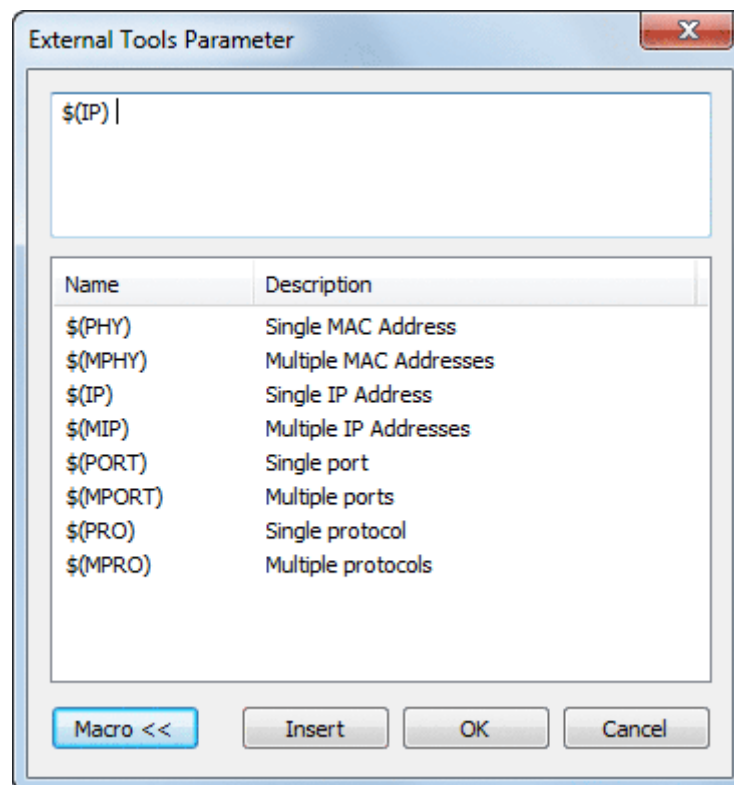 External Tools Parameter
$(IP)
Name Description
$(PHY) Single MAC Address
$(MPHY) Multiple MAC Addresses
$(IP) Single IP Address
$(MIP) Multiple IP Addresses
$(PORT) Single port
$(MPORT) Multiple ports
$(PRO) Single protocol
$(MPRO) Multiple protocols
Macro << Insert OK Cancel